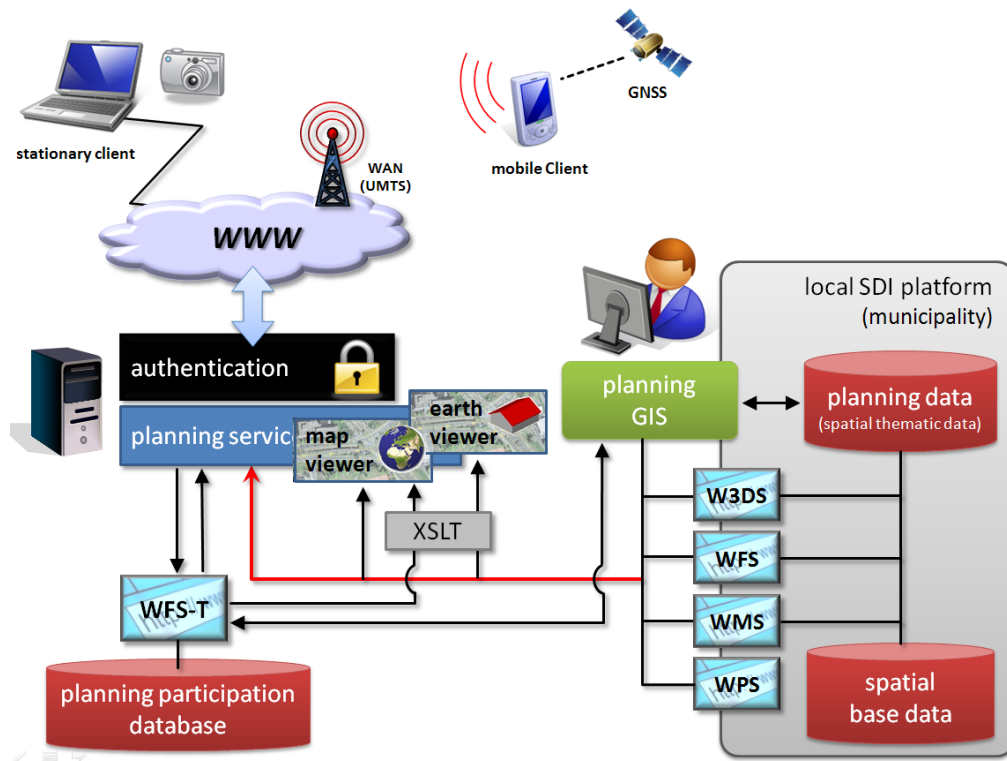 stationary client
WAN
(UMTS)
GNSS
mobile Client
WWW
local SDI platform
(municipality)
authentication
planning service
map
viewer
earth
viewer
planning
GIS
planning data
(spatial thematic data)
W3DS
XSLT
WFS
WFS-T
WMS
WPS
planning participation
database
spatial
base data